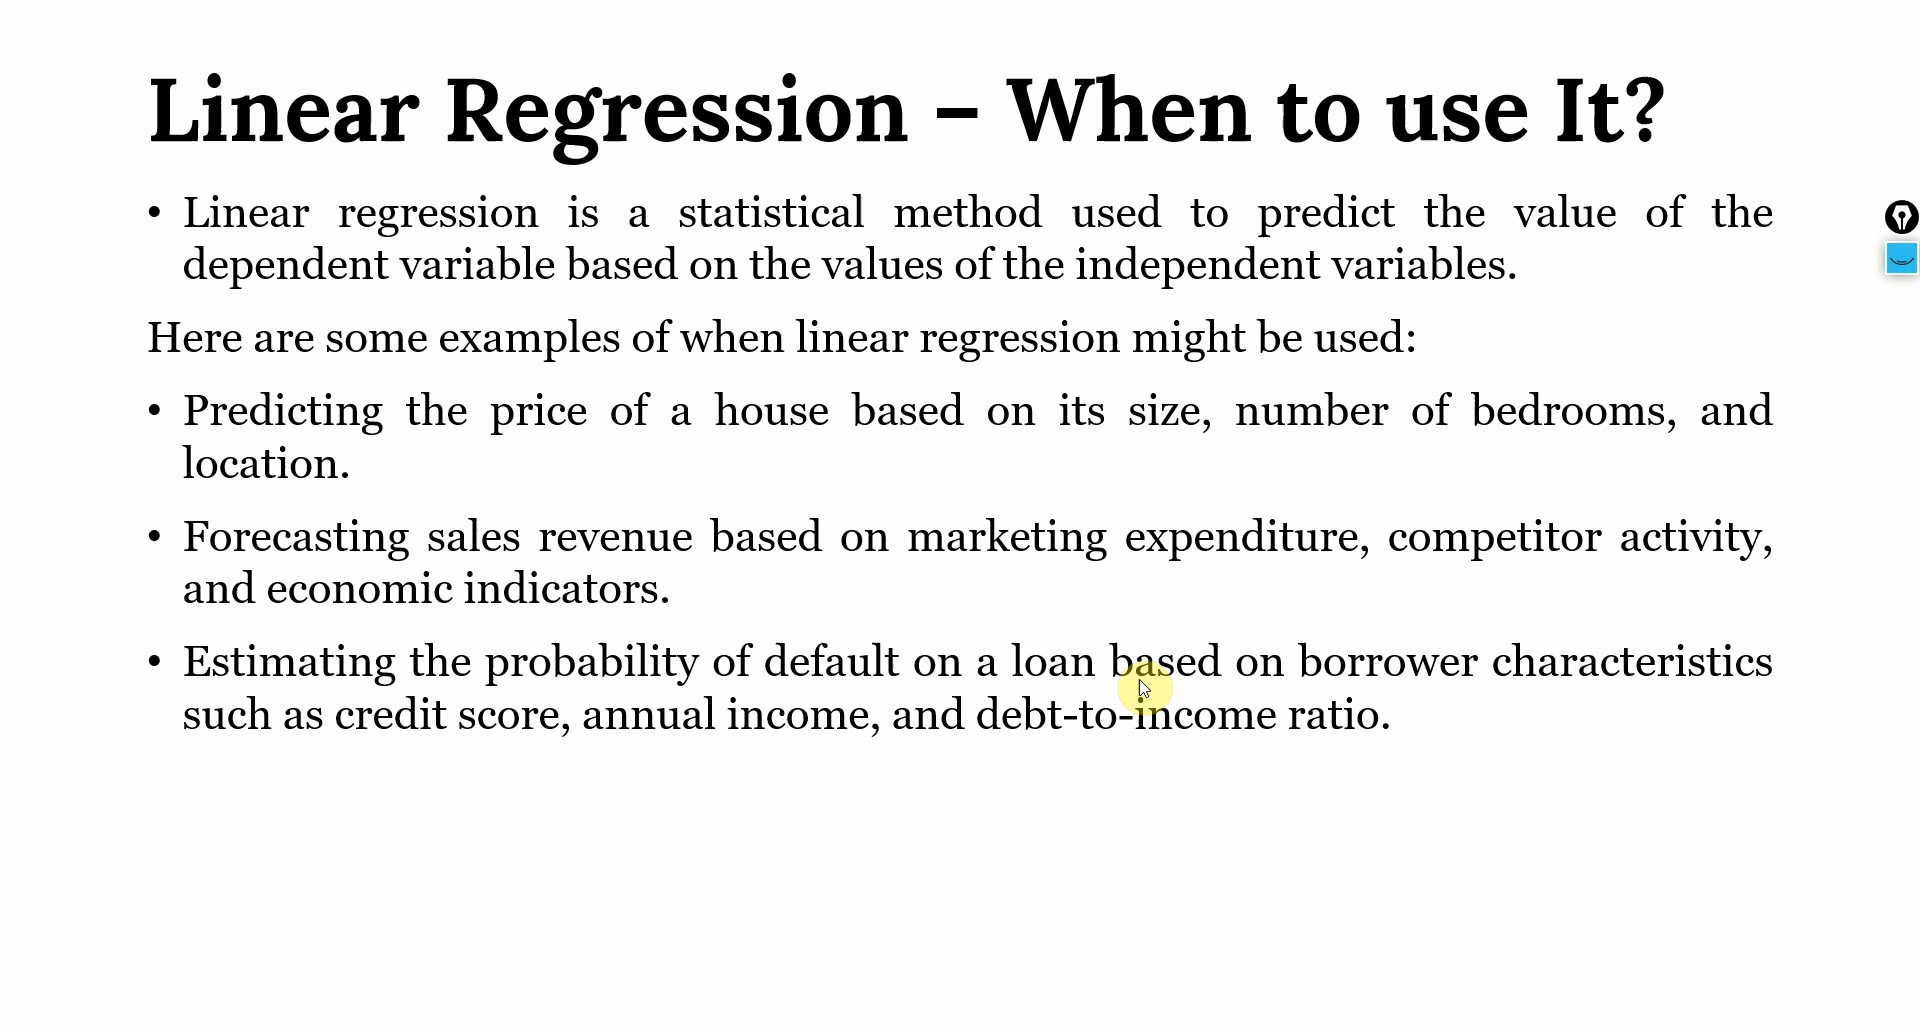 Linear Regression – When to use It?
• Linear regression is a statistical method used to predict the value of the
dependent variable based on the values of the independent variables.
Here are some examples of when linear regression might be used:
• Predicting the price of a house based on its size, number of bedrooms, and
location.
• Forecasting sales revenue based on marketing expenditure, competitor activity,
and economic indicators.
• Estimating the probability of default on a loan based on borrower characteristics
such as credit score, annual income, and debt-to-income ratio.